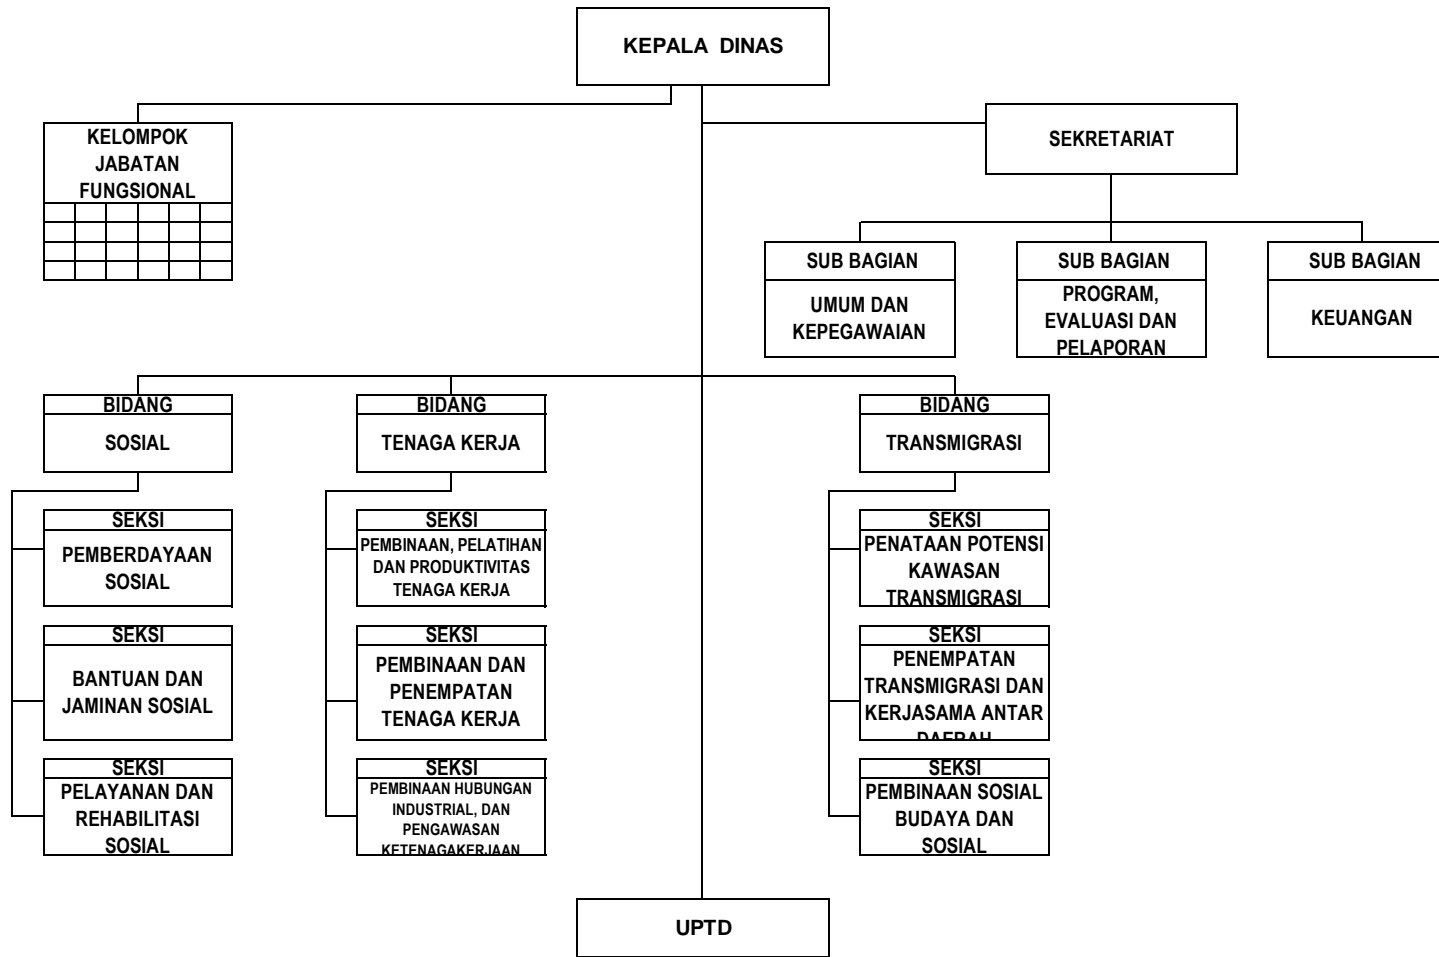 KEPALA DINAS
KELOMPOK
JABATAN
FUNGSIONAL
SEKRETARIAT
SUB BAGIAN
UMUM DAN
KEPEGAWAIAN
SUB BAGIAN
PROGRAM,
EVALUASI DAN
PELAPORAN
SUB BAGIAN
KEUANGAN
BIDANG
SOSIAL
BIDANG
TENAGA KERJA
BIDANG
TRANSMIGRASI
SEKSI
PEMBERDAYAAN
SOSIAL
SEKSI
PEMBINAAN, PELATIHAN
DAN PRODUKTIVITAS
TENAGA KERJA
SEKSI
PENATAAN POTENSI
KAWASAN
TRANSMIGRASI
SEKSI
BANTUAN DAN
JAMINAN SOSIAL
SEKSI
PEMBINAAN DAN
PENEMPATAN
TENAGA KERJA
SEKSI
PENEMPATAN
TRANSMIGRASI DAN
KERJASAMA ANTAR
DAERAH
SEKSI
PELAYANAN DAN
REHABILITASI
SOSIAL
SEKSI
PEMBINAAN HUBUNGAN
INDUSTRIAL, DAN
PENGAWASAN
KETENAGAKERJAAN
SEKSI
PEMBINAAN SOSIAL
BUDAYA DAN
SOSIAL
UPTD